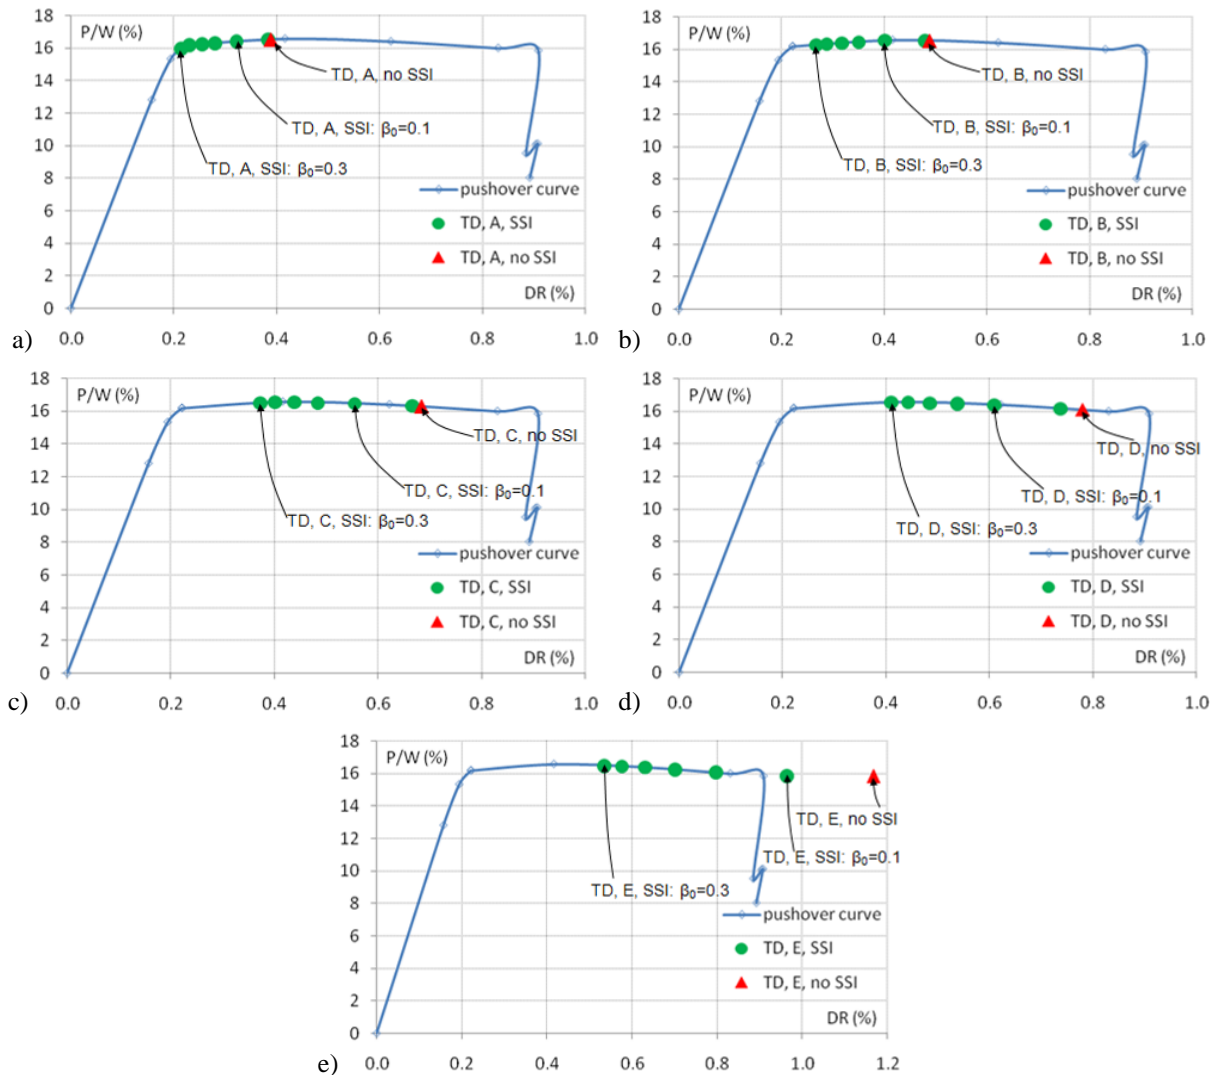 18
P/W (%)
16
14
12
10
8
6
4
2
0
TD, A, no SSI
TD, A, SSI: β₀=0.1
TD, A, SSI: β₀=0.3
pushover curve
TD, A, SSI
TD, A, no SSI
DR (%)
0.0 0.2 0.4 0.6 0.8 1.0
a)
18
P/W (%)
16
14
12
10
8
6
4
2
0
TD, B, no SSI
TD, B, SSI: β₀=0.1
TD, B, SSI: β₀=0.3
pushover curve
TD, B, SSI
TD, B, no SSI
DR (%)
0.0 0.2 0.4 0.6 0.8 1.0
b)
18
P/W (%)
16
14
12
10
8
6
4
2
0
TD, C, no SSI
TD, C, SSI: β₀=0.1
TD, C, SSI: β₀=0.3
pushover curve
TD, C, SSI
TD, C, no SSI
DR (%)
0.0 0.2 0.4 0.6 0.8 1.0
c)
18
P/W (%)
16
14
12
10
8
6
4
2
0
TD, D, no SSI
TD, D, SSI: β₀=0.1
TD, D, SSI: β₀=0.3
pushover curve
TD, D, SSI
TD, D, no SSI
DR (%)
0.0 0.2 0.4 0.6 0.8 1.0
d)
18
P/W (%)
16
14
12
10
8
6
4
2
0
TD, E, no SSI
TD, E, SSI: β₀=0.1
TD, E, SSI: β₀=0.3
pushover curve
TD, E, SSI
TD, E, no SSI
DR (%)
0.0 0.2 0.4 0.6 0.8 1.0 1.2
e)